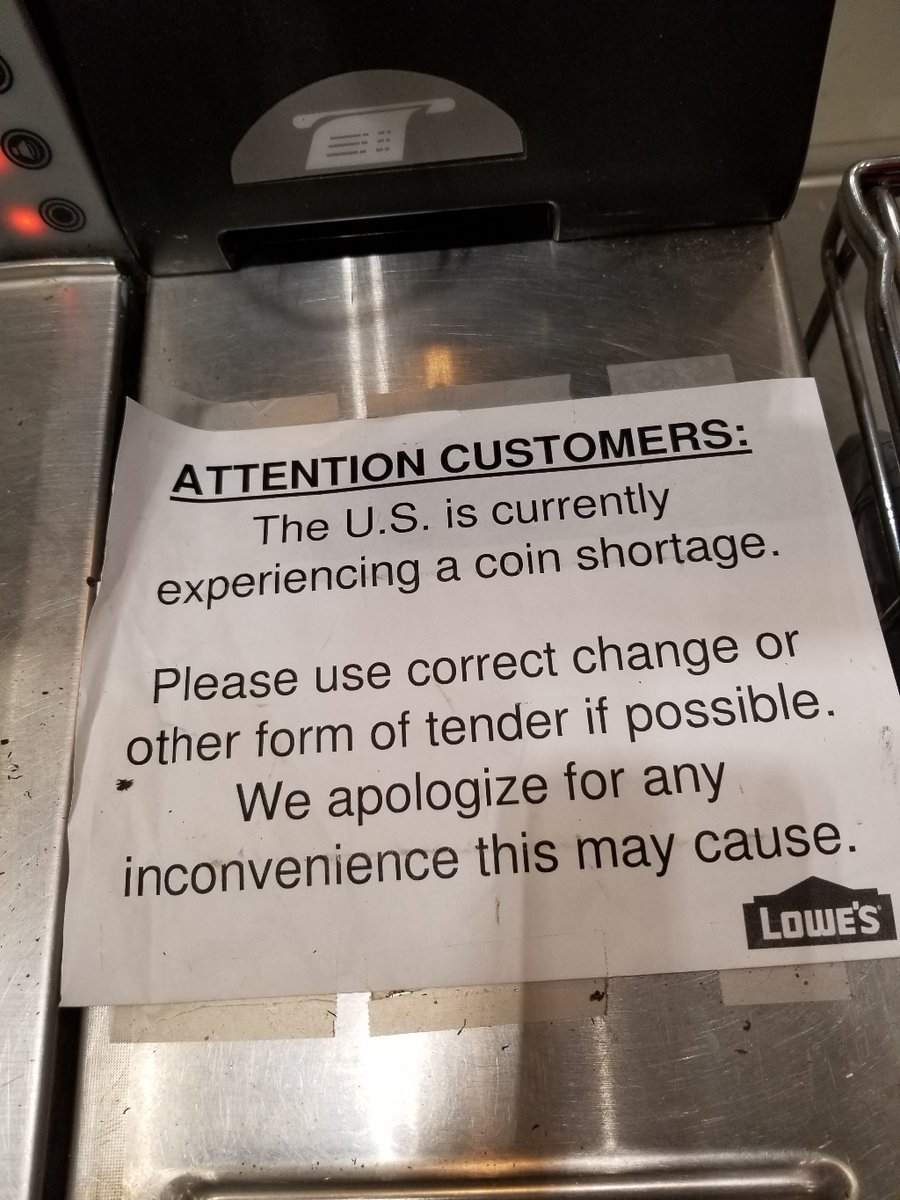 ATTENTION CUSTOMERS:
The U.S. is currently
experiencing a coin shortage.
Please use correct change or
other form of tender if possible.
We apologize for any
inconvenience this may cause.
LOWE'S